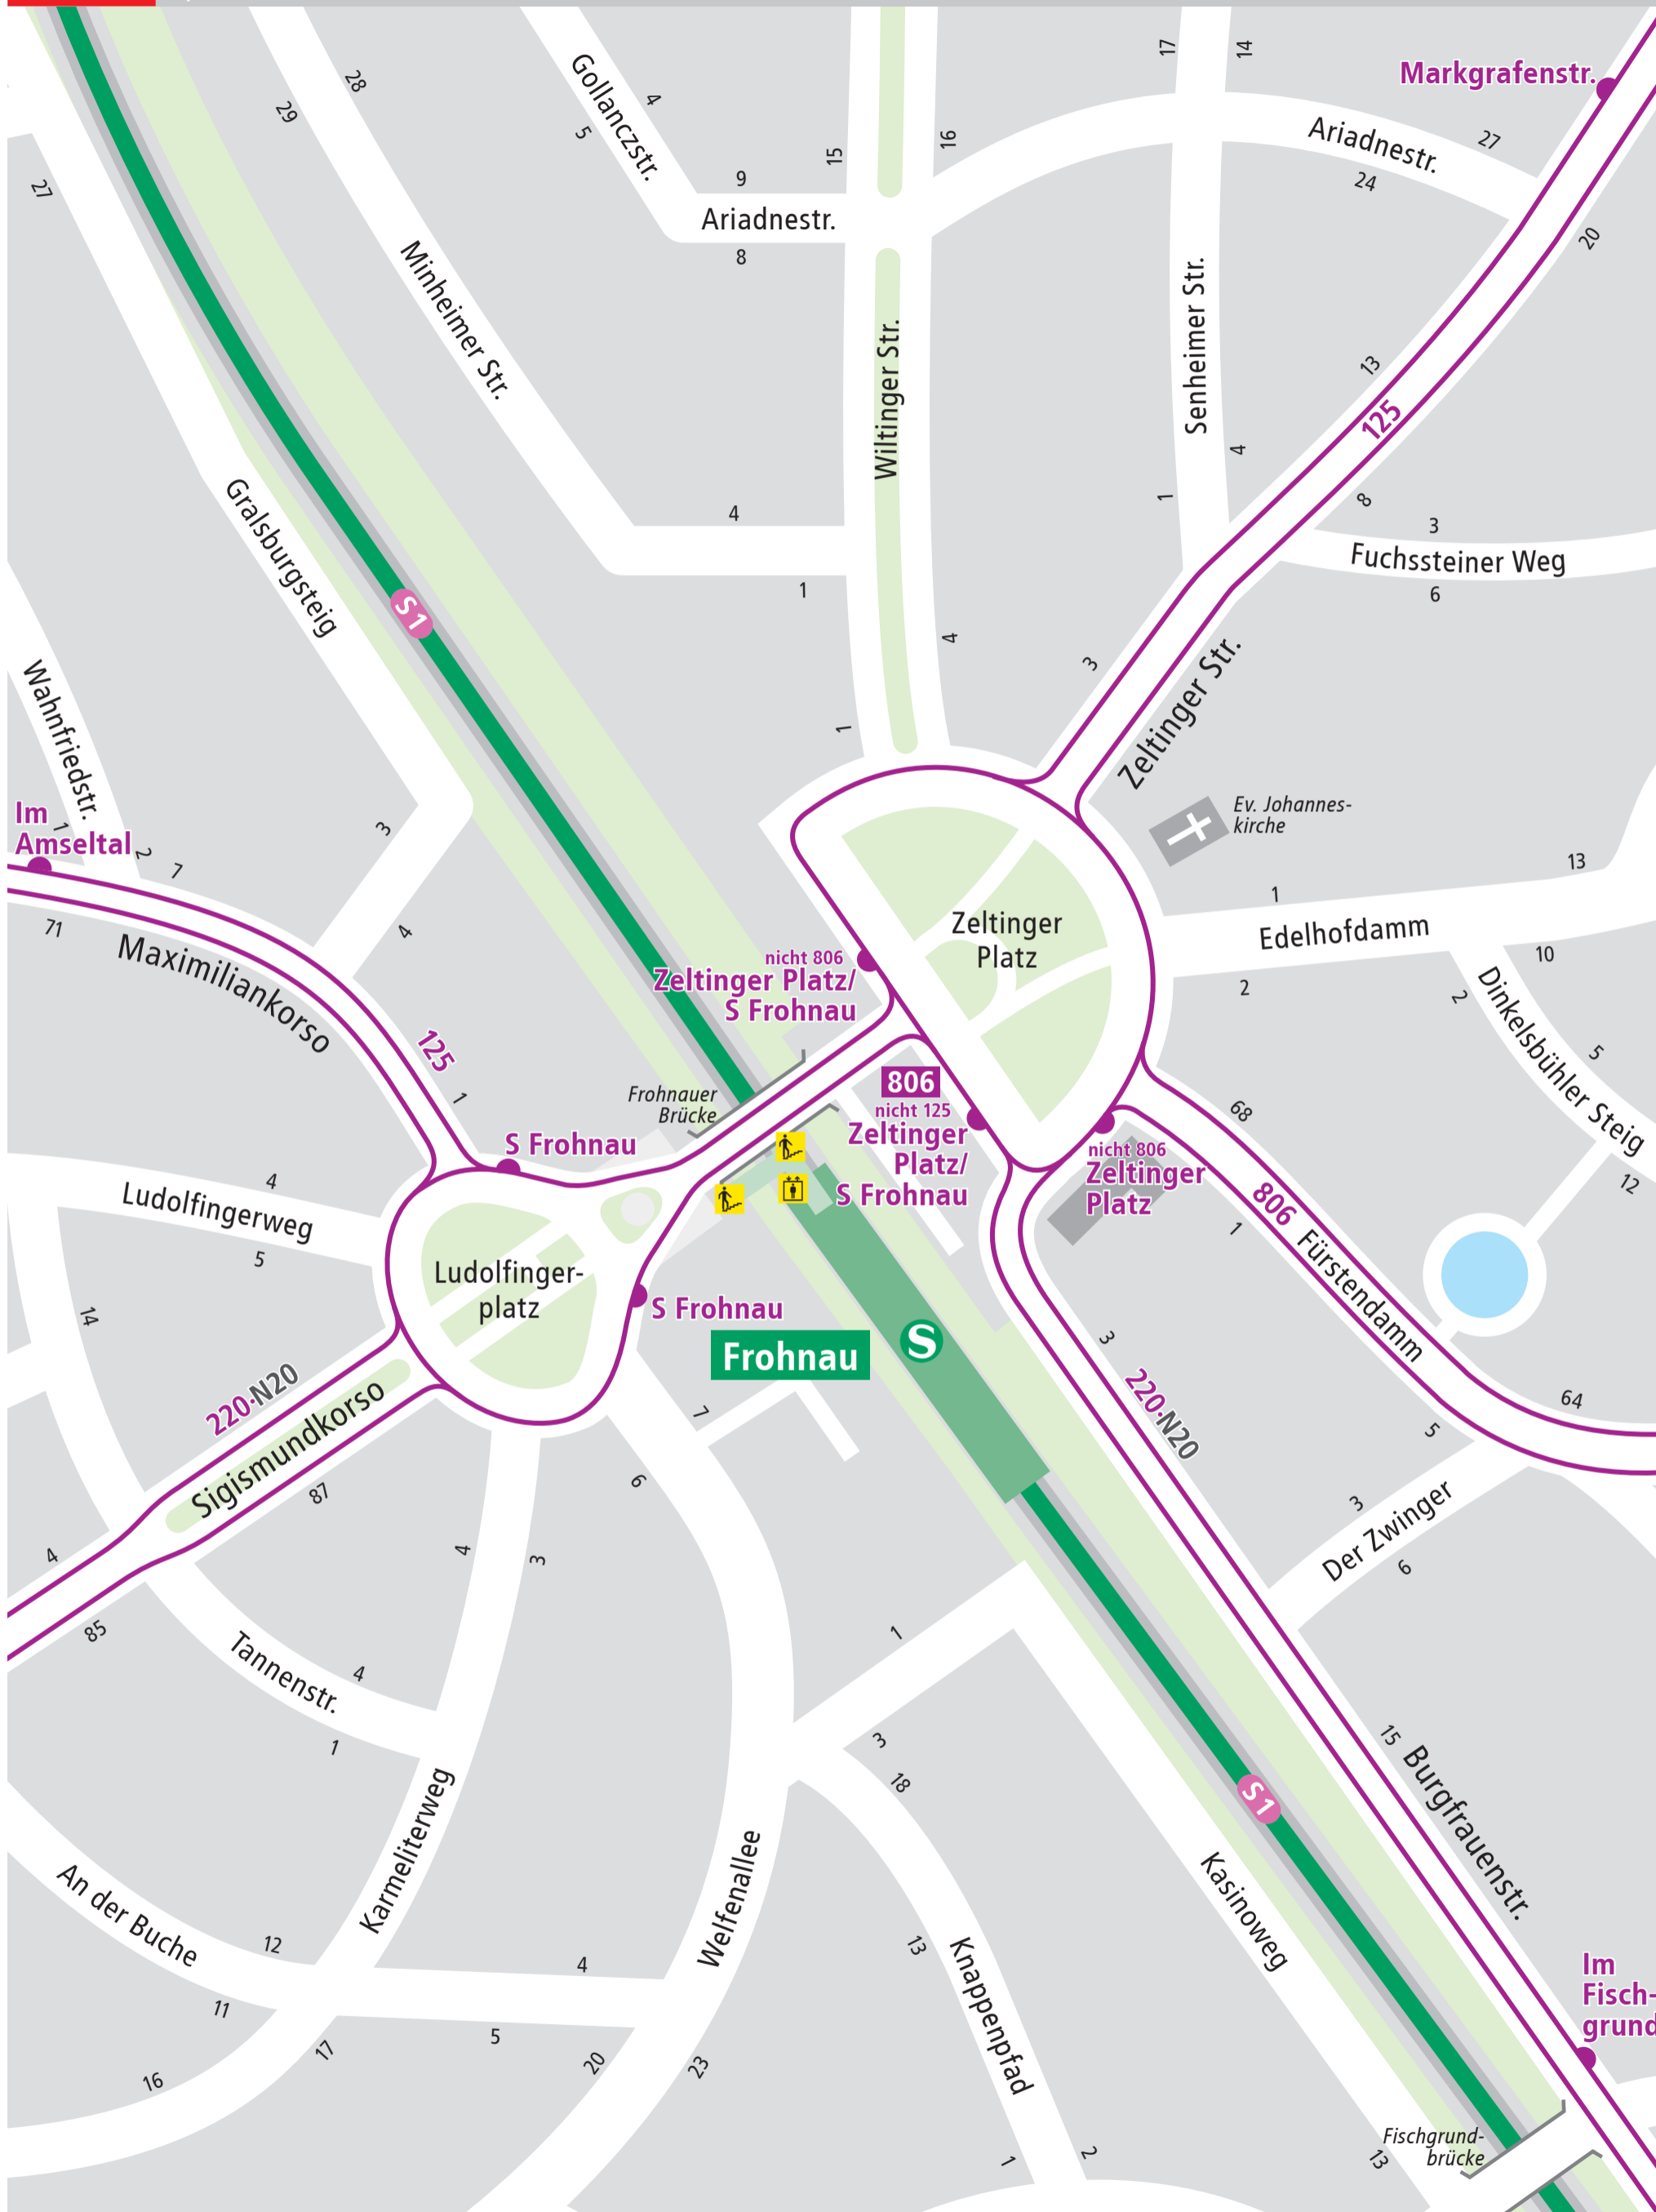 17
14
Markgrafenstr.
28
29
Gollanczstr.
4
5
15
16
Ariadnestr.
27
24
9
Ariadnestr.
8
27
20
Minheimer Str.
Wiltinger Str.
Senheimer Str.
13
125
4
1
8
3
Fuchssteiner Weg
6
4
1
Gralsburgsteig
S1
4
3
1
Zeltinger Str.
Wahnfriedstr.
1
2
Im
Amseltal
7
3
4
71
Maximiliankorso
125
1
Ev. Johannes-
kirche
1
13
Edelhofdamm
2
10
Zeltinger
Platz
nicht 806
Zeltinger Platz/
S Frohnau
2
Dinkelsbühler Steig
5
12
Frohnauer
Brücke
806
nicht 125
Zeltinger
Platz/
S Frohnau
nicht 806
Zeltinger
Platz
68
S Frohnau
4
Ludolfingerweg
5
806
Fürstendamm
1
14
Ludolfinger-
platz
S Frohnau
Frohnau
S
3
220·N20
64
5
220·N20
Sigismundkorso
87
7
6
4
3
3
Der Zwinger
6
4
85
Tannenstr.
4
1
1
3
18
S1
15
Burgfrauenstr.
Karmeliterweg
Welfenallee
Kasinoweg
An der Buche
12
11
4
5
13
Knappenpfad
Im
Fisch-
grund
17
16
20
23
1
2
13
Fischgrund-
brücke